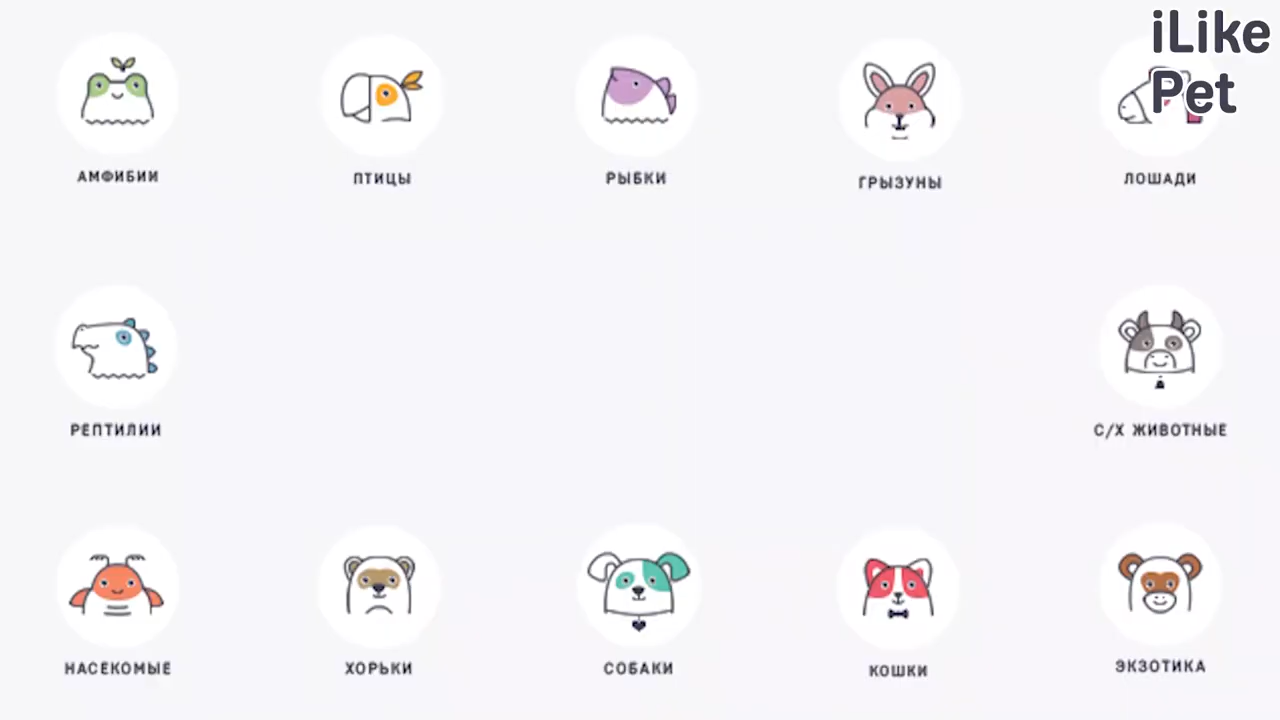 iLike
Pet
АМФИБИИ
ПТИЦЫ
РЫБКИ
ГРЫЗУНЫ
ЛОШАДИ
РЕПТИЛИИ
С/Х ЖИВОТНЫЕ
НАСЕКОМЫЕ
ХОРЬКИ
СОБАКИ
КОШКИ
ЭКЗОТИКА